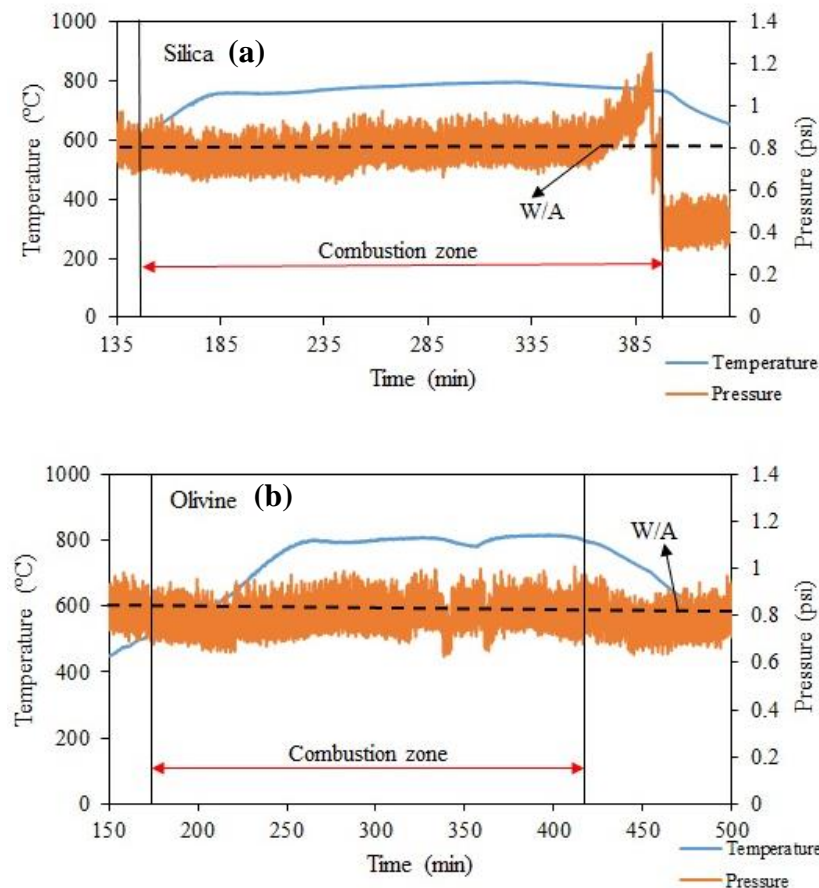 Silica (a)
Temperature (ºC)
1000
800
600
400
200
0
135 185 235 285 335 385
Time (min)
1.4
1.2
1
0.8
0.6
0.4
0.2
0
Pressure (psi)
W/A
Combustion zone
Temperature
Pressure
Olivine (b)
Temperature (ºC)
1000
800
600
400
200
0
150 200 250 300 350 400 450 500
Time (min)
1.4
1.2
1
0.8
0.6
0.4
0.2
0
Pressure (psi)
W/A
Combustion zone
Temperature
Pressure